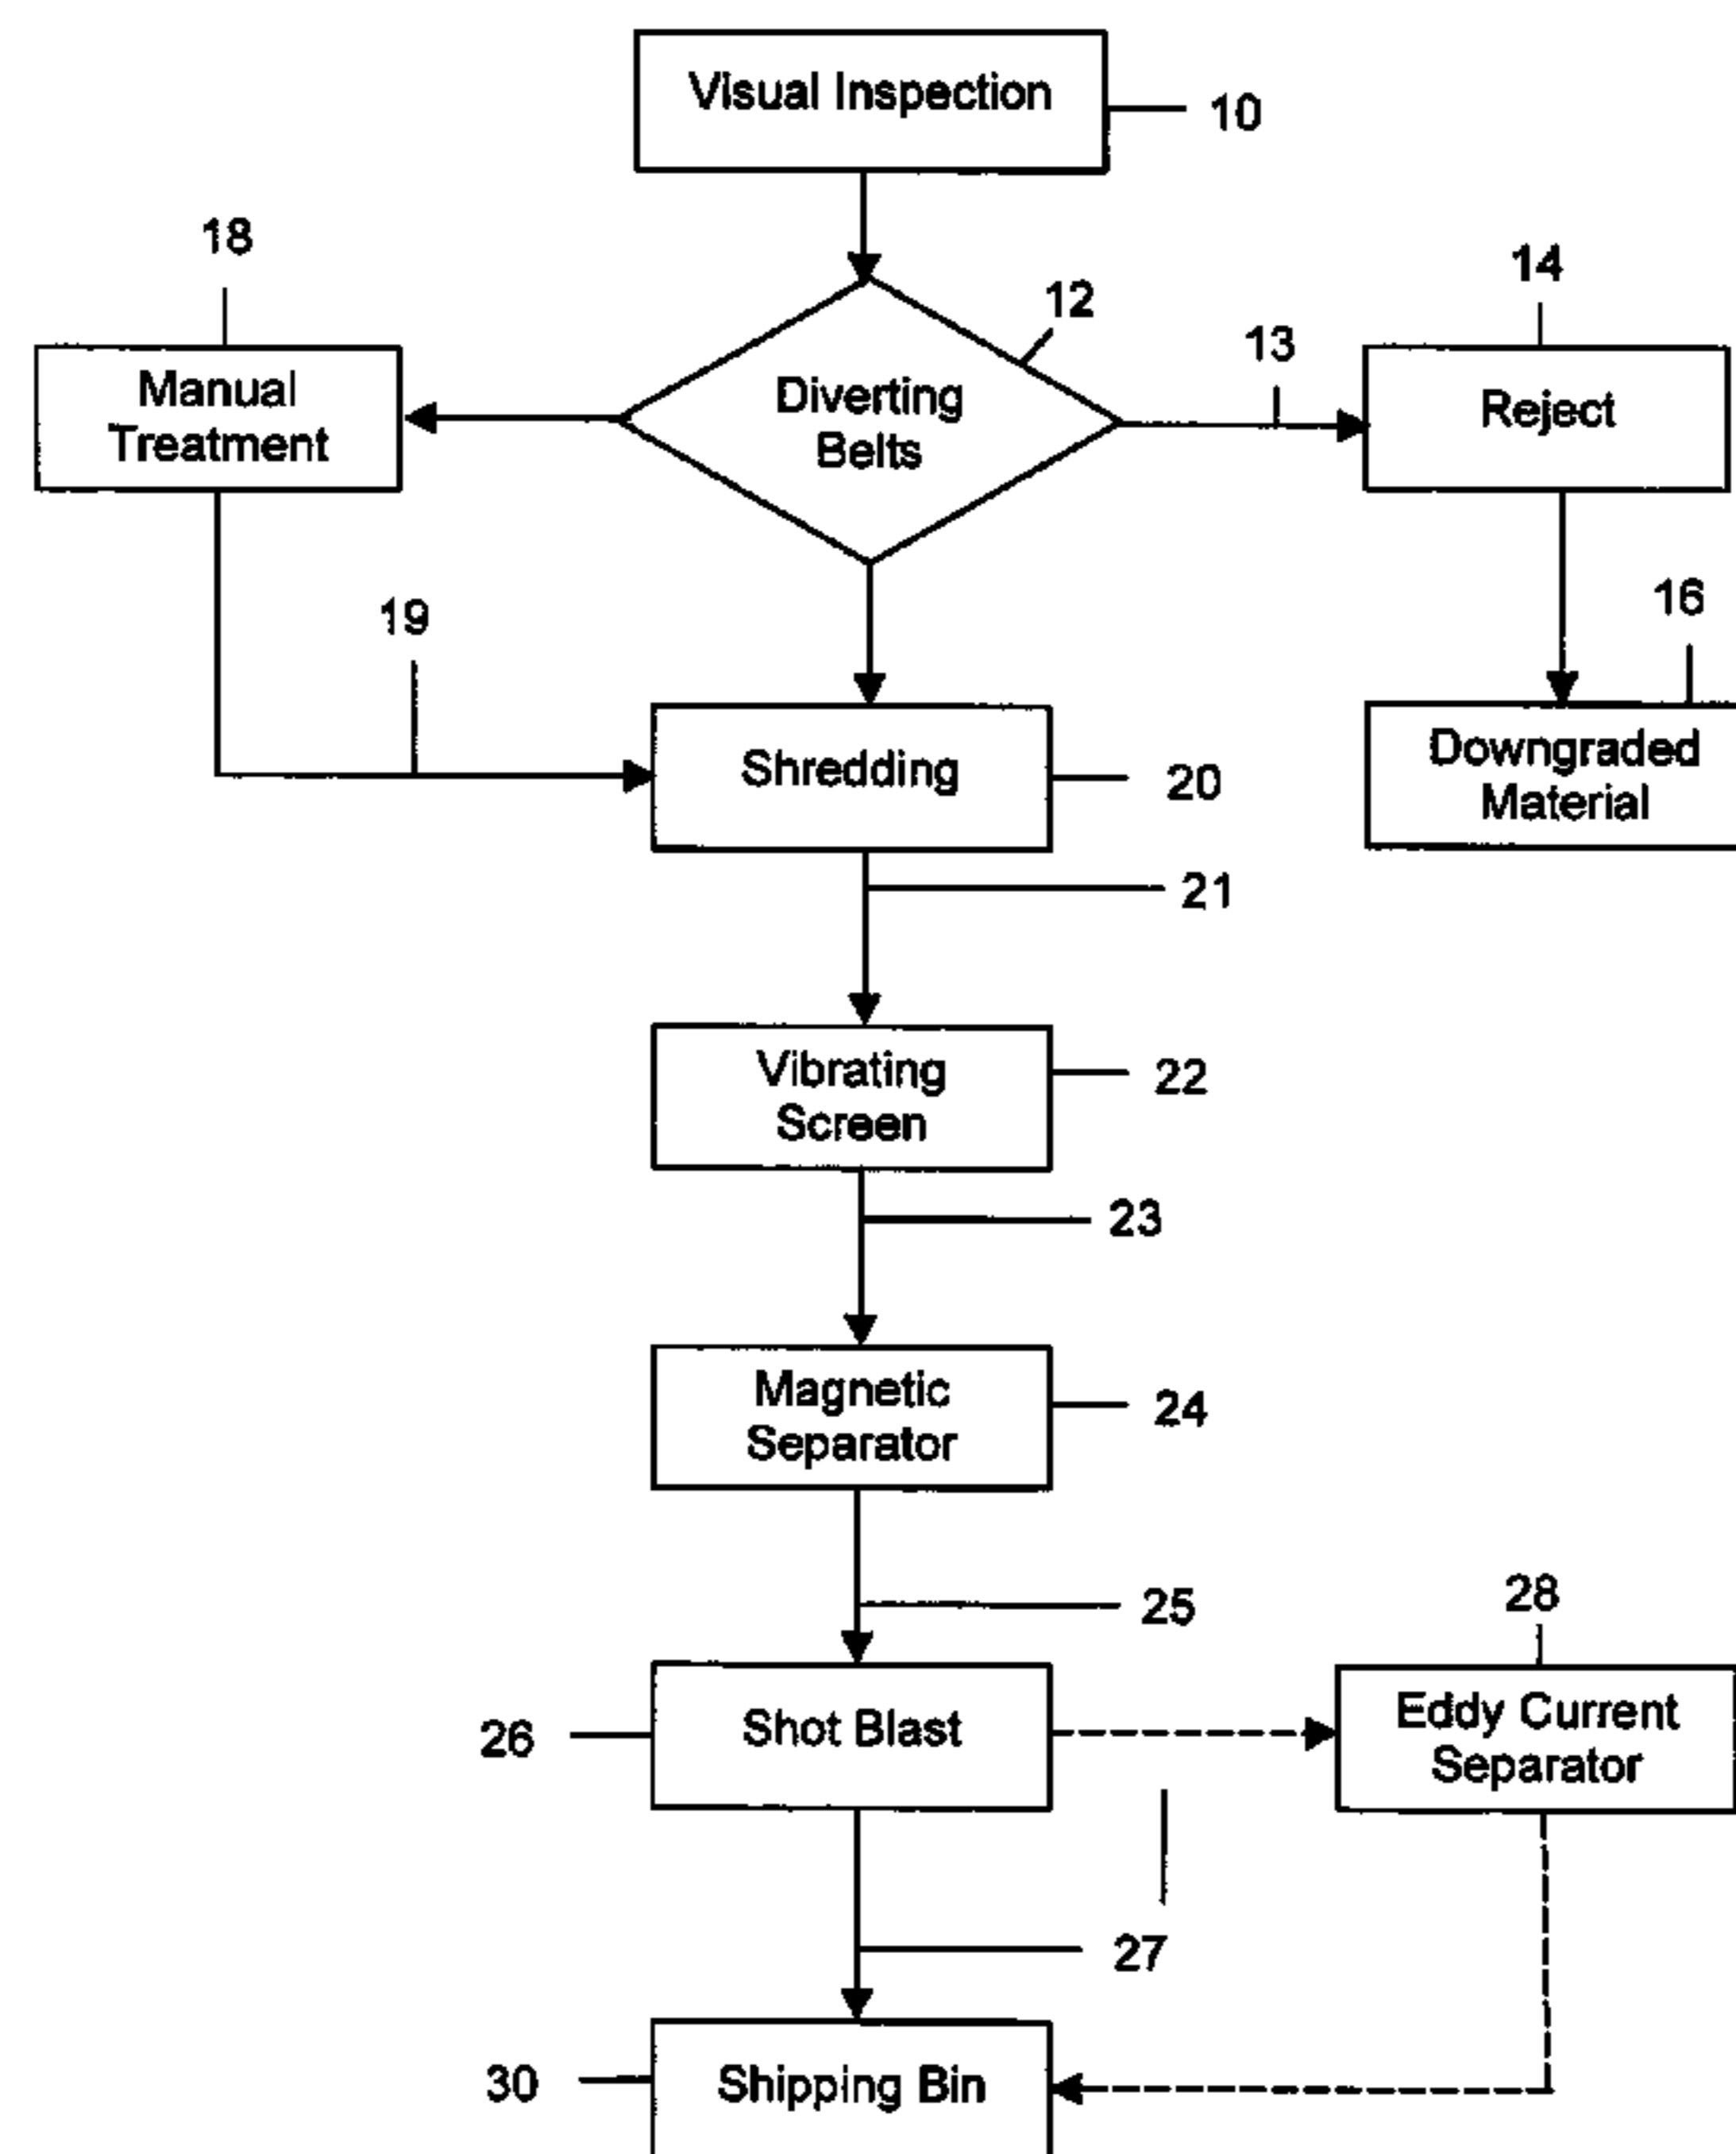 Visual Inspection
10
18
12
13
14
Manual
Treatment
Diverting
Belts
Reject
19
16
Shredding
20
Downgraded
Material
21
Vibrating
Screen
22
23
Magnetic
Separator
24
25
28
26
Shot Blast
Eddy Current
Separator
27
30
Shipping Bin